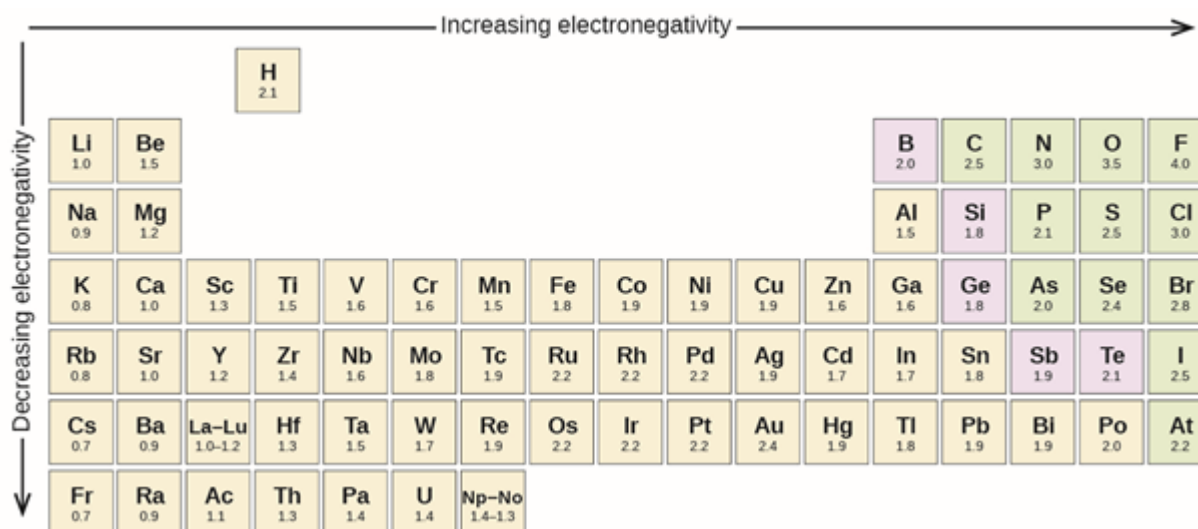 Increasing electronegativity
Decreasing electronegativity
H
2.1
Li Be B C N O F
1.0 1.5 2.0 2.5 3.0 3.5 4.0
Na Mg Al Si P S Cl
0.9 1.2 1.5 1.8 2.1 2.5 3.0
K Ca Sc Ti V Cr Mn Fe Co Ni Cu Zn Ga Ge As Se Br
0.8 1.0 1.3 1.5 1.6 1.6 1.5 1.8 1.9 1.9 1.9 1.6 1.6 1.8 2.0 2.4 2.8
Rb Sr Y Zr Nb Mo Tc Ru Rh Pd Ag Cd In Sn Sb Te I
0.8 1.0 1.2 1.4 1.6 1.8 1.9 2.2 2.2 2.2 1.9 1.7 1.7 1.8 1.9 2.1 2.5
Cs Ba La–Lu Hf Ta W Re Os Ir Pt Au Hg Tl Pb Bi Po At
0.7 0.9 1.0–1.2 1.3 1.5 1.7 1.9 2.2 2.2 2.2 2.4 1.9 1.8 1.9 1.9 2.0 2.2
Fr Ra Ac Th Pa U Np–No
0.7 0.9 1.1 1.3 1.4 1.4 1.4–1.3